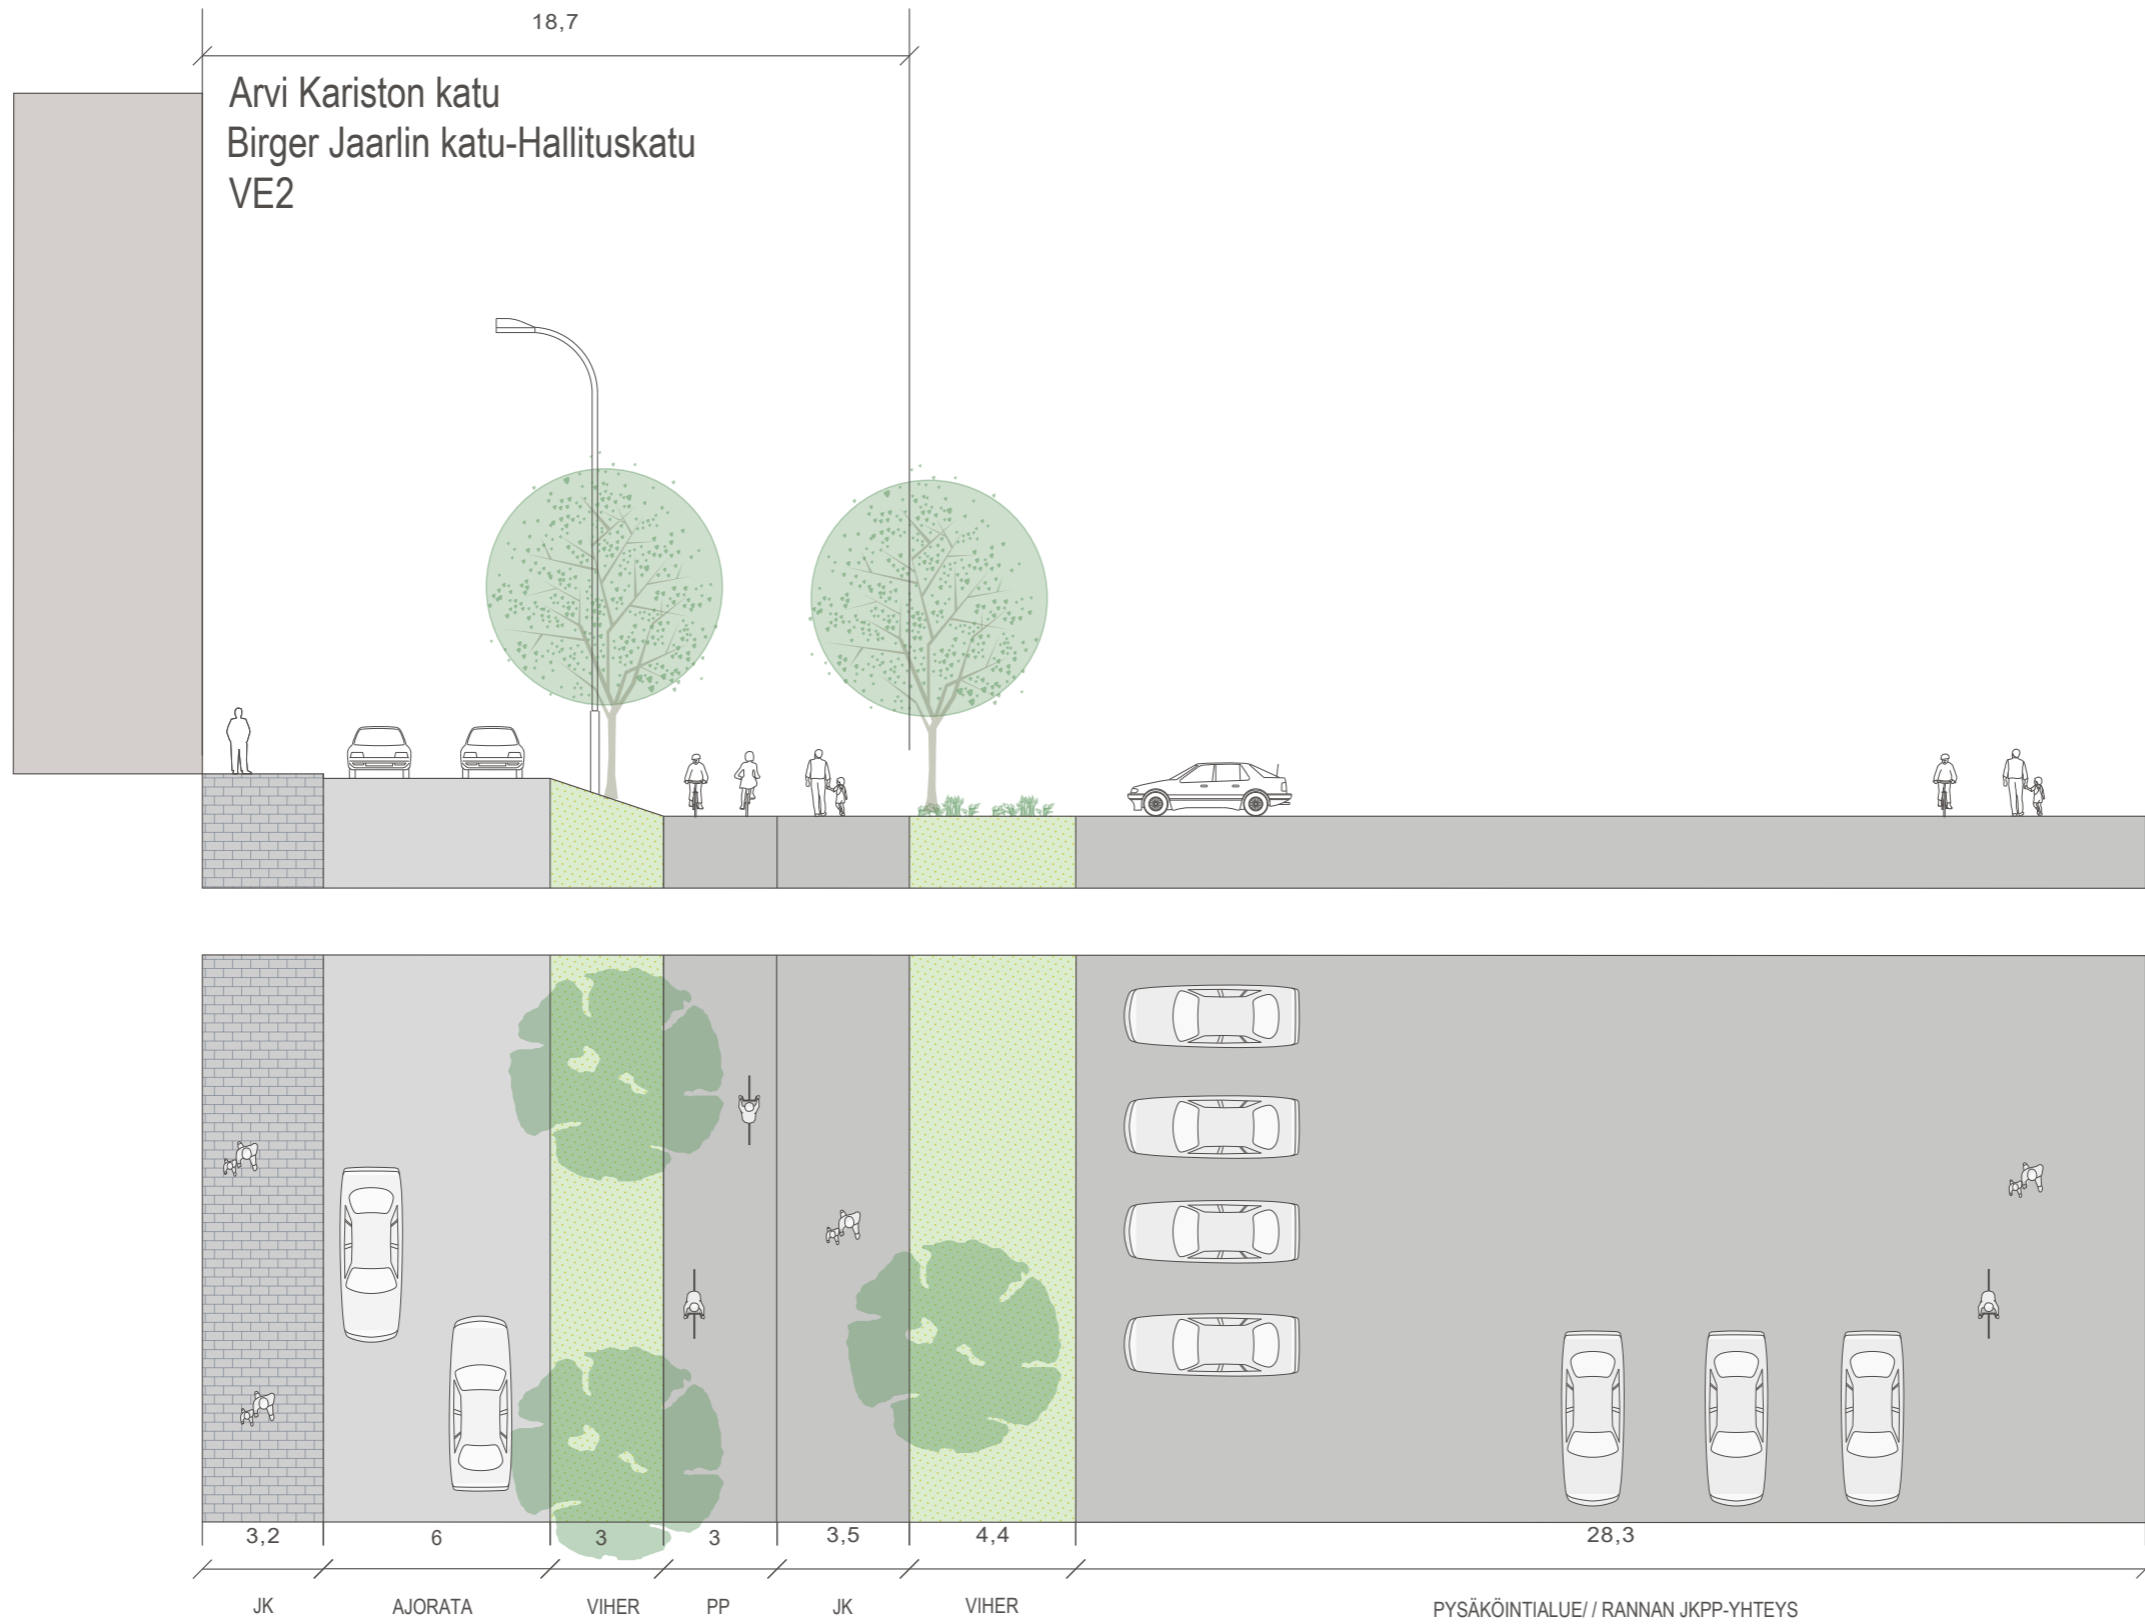 18,7
Arvi Kariston katu
Birger Jaarlin katu-Hallituskatu
VE2
3,2 6 3 3 3,5 4,4 28,3
JK AJORATA VIHER PP JK VIHER PYSÄKÖINTIALUE/ / RANNAN JKPP-YHTEYS